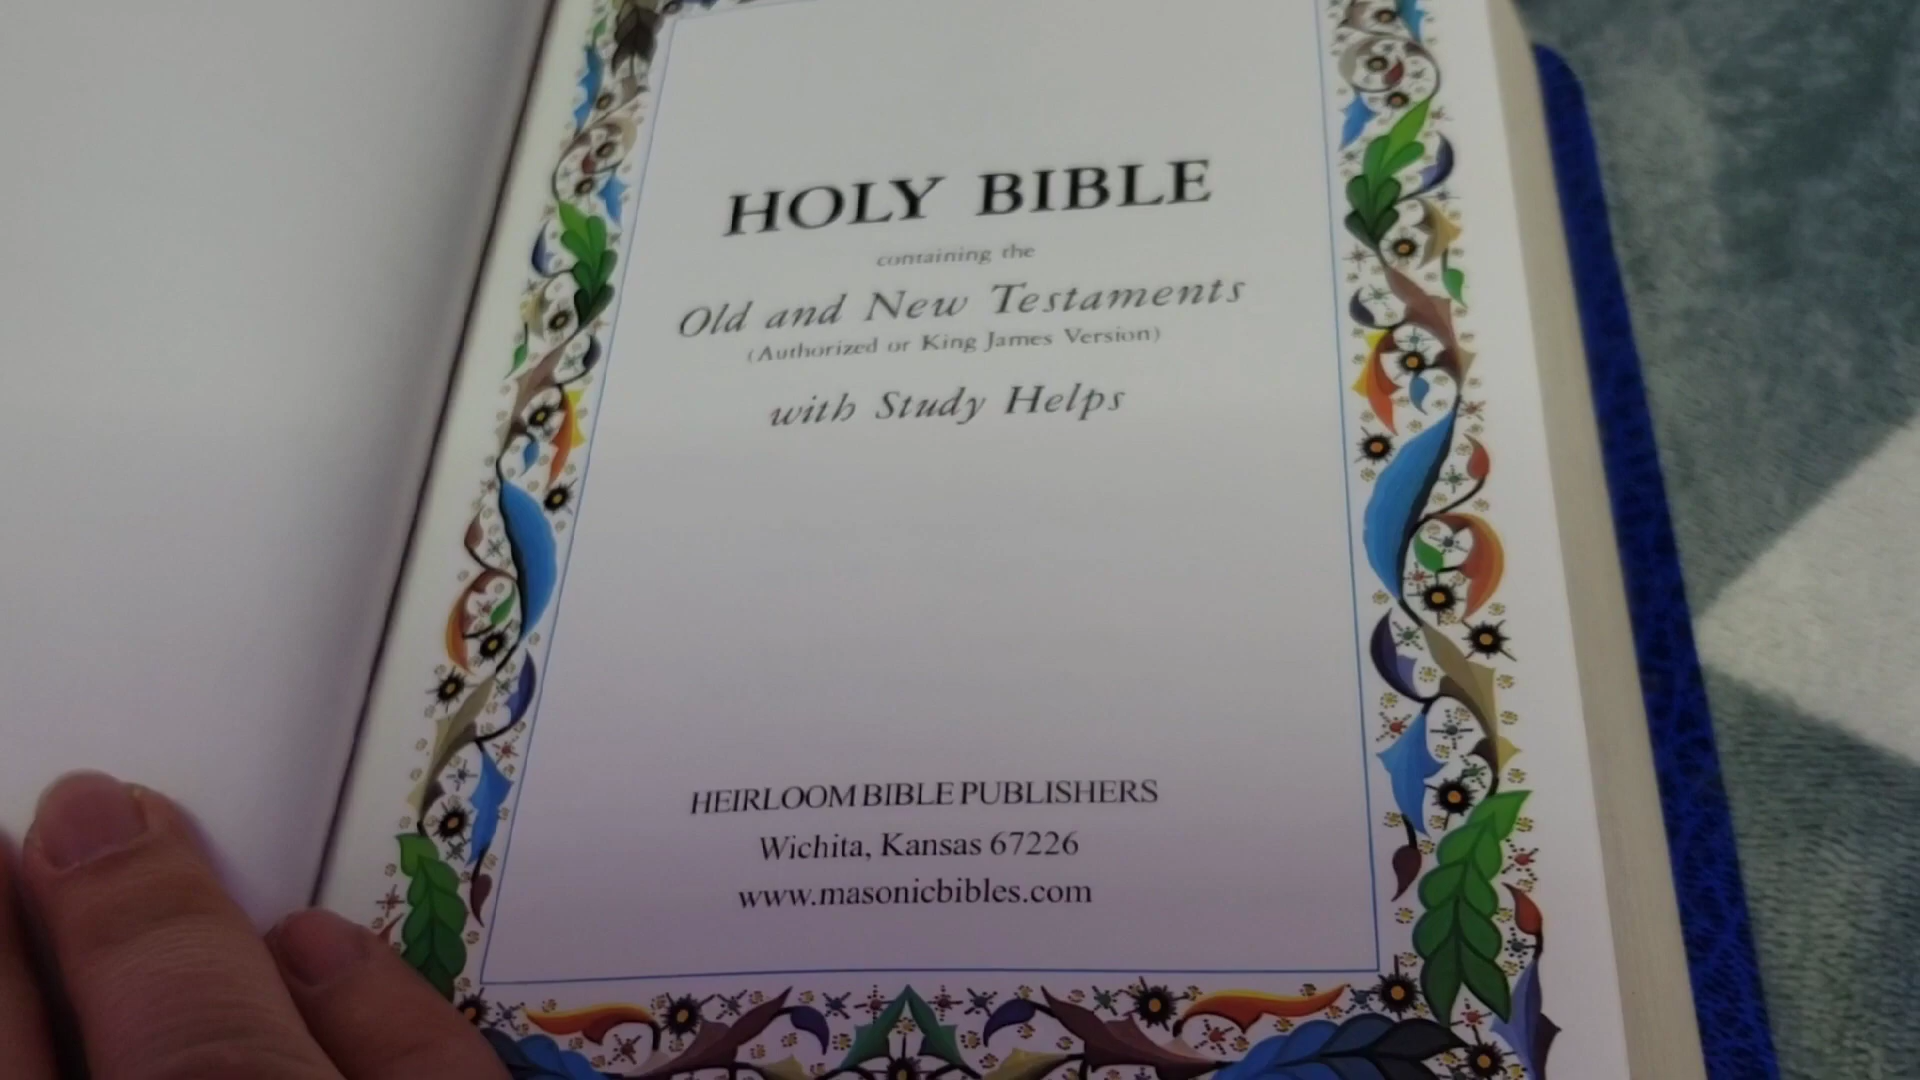 HOLY BIBLE
containing the
Old and New Testaments
(Authorized or King James Version)
with Study Helps
HEIRLOOM BIBLE PUBLISHERS
Wichita, Kansas 67226
www.masonicbibles.com